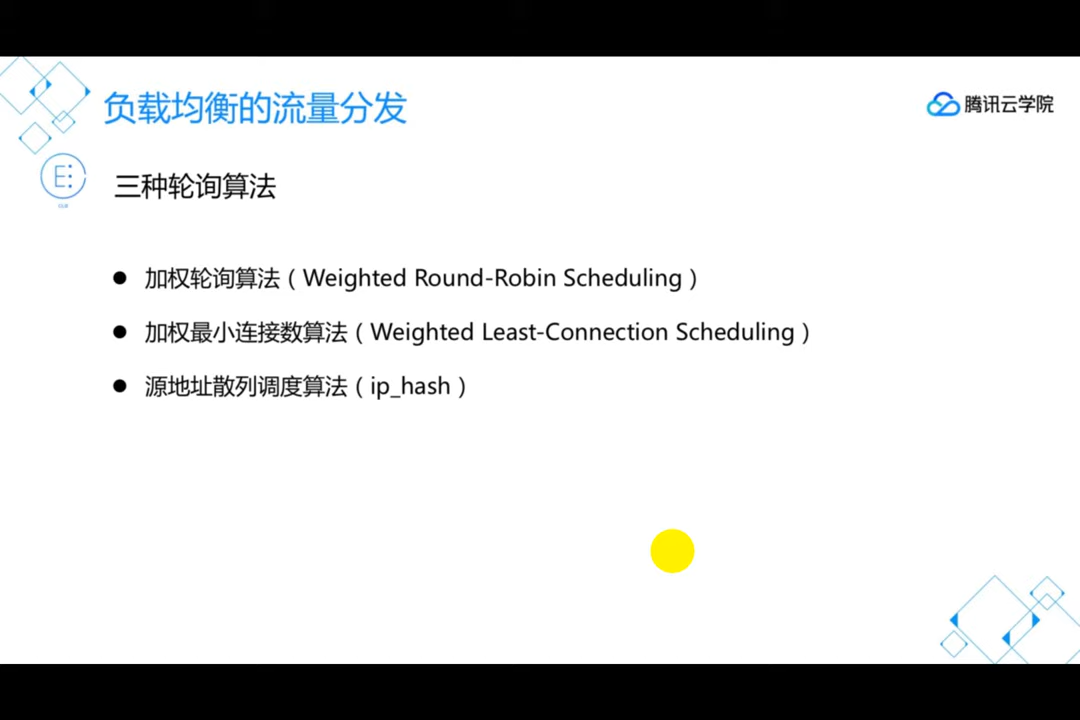 负载均衡的流量分发
腾讯云学院
三种轮询算法
● 加权轮询算法（Weighted Round-Robin Scheduling）
● 加权最小连接数算法（Weighted Least-Connection Scheduling）
● 源地址散列调度算法（ip_hash）